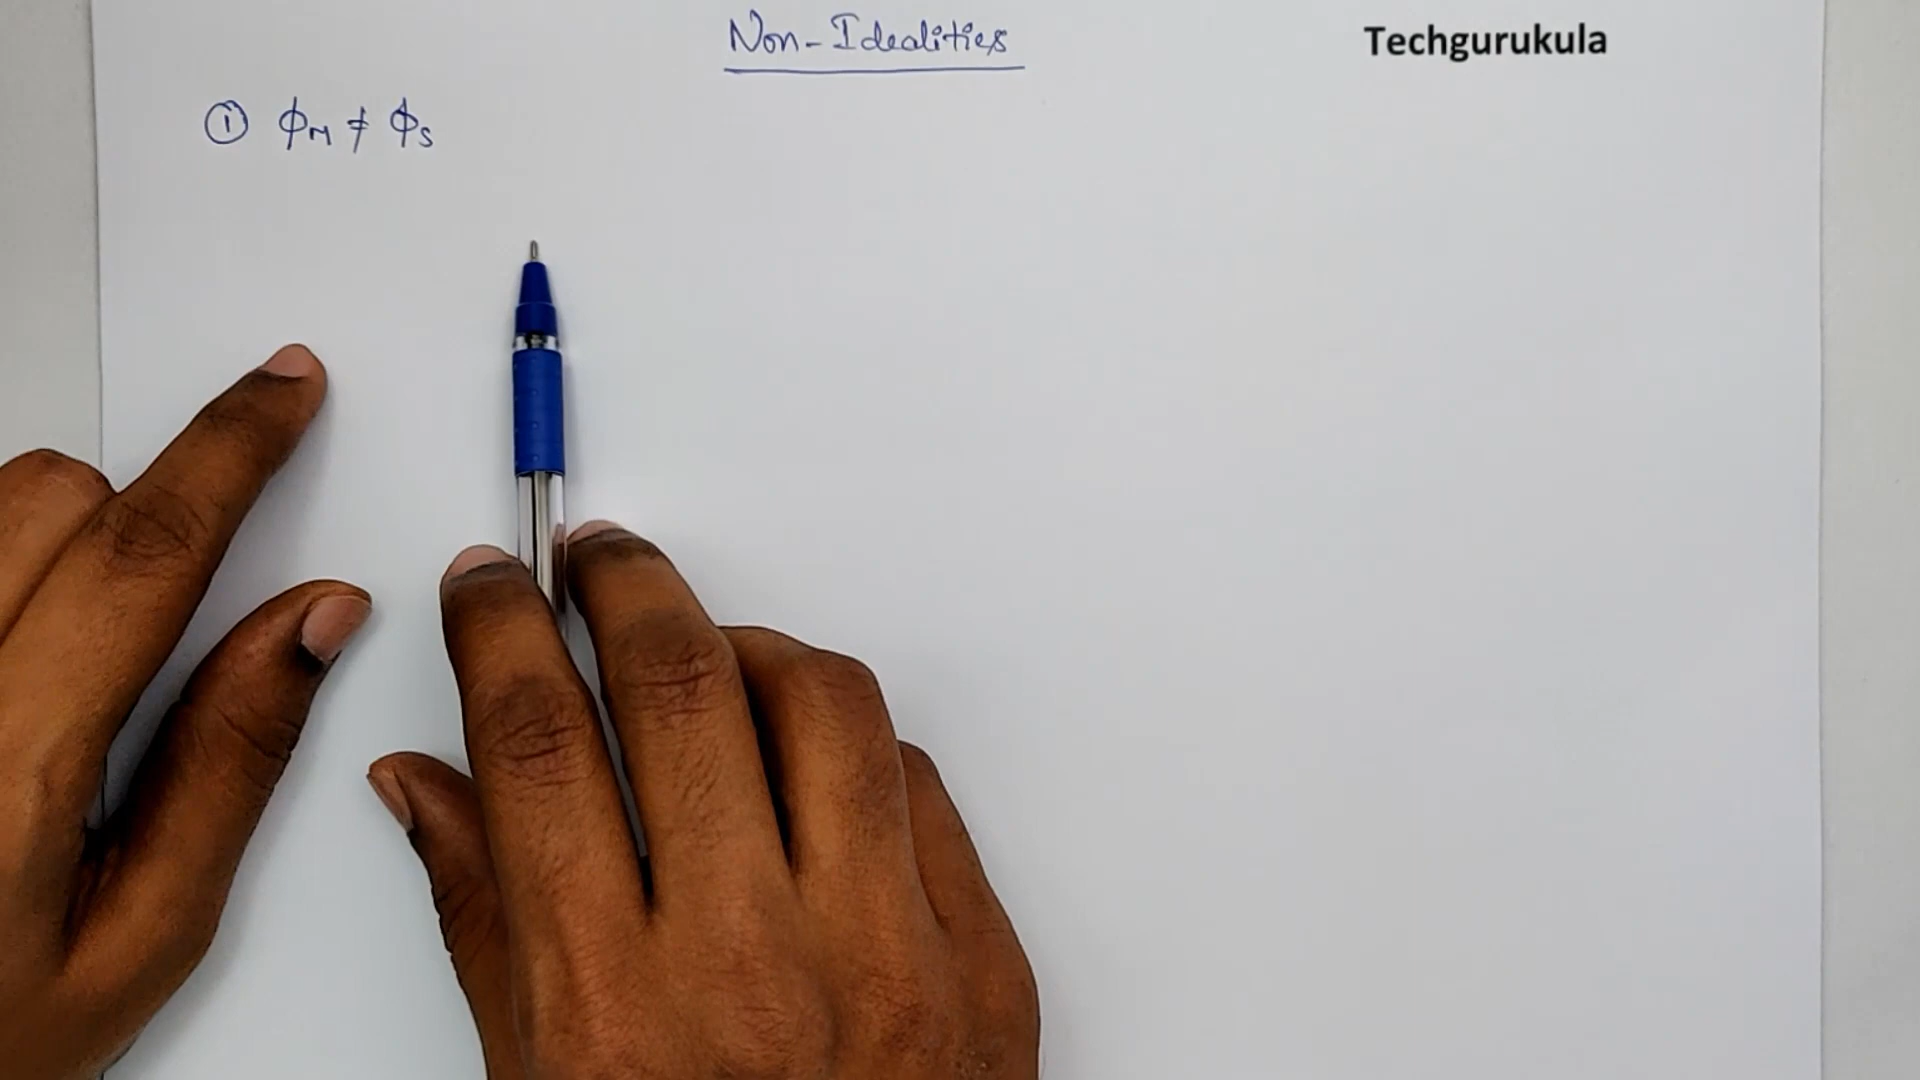 Non-Idealities
Techgurukula
① ϕM ≠ ϕS